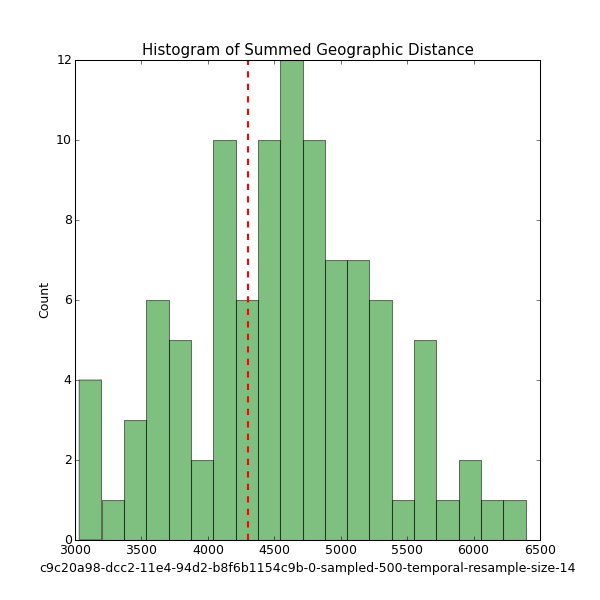 Histogram of Summed Geographic Distance
12
10
8
6
4
2
0
Count
3000 3500 4000 4500 5000 5500 6000 6500
c9c20a98-dcc2-11e4-94d2-b8f6b1154c9b-0-sampled-500-temporal-resample-size-14